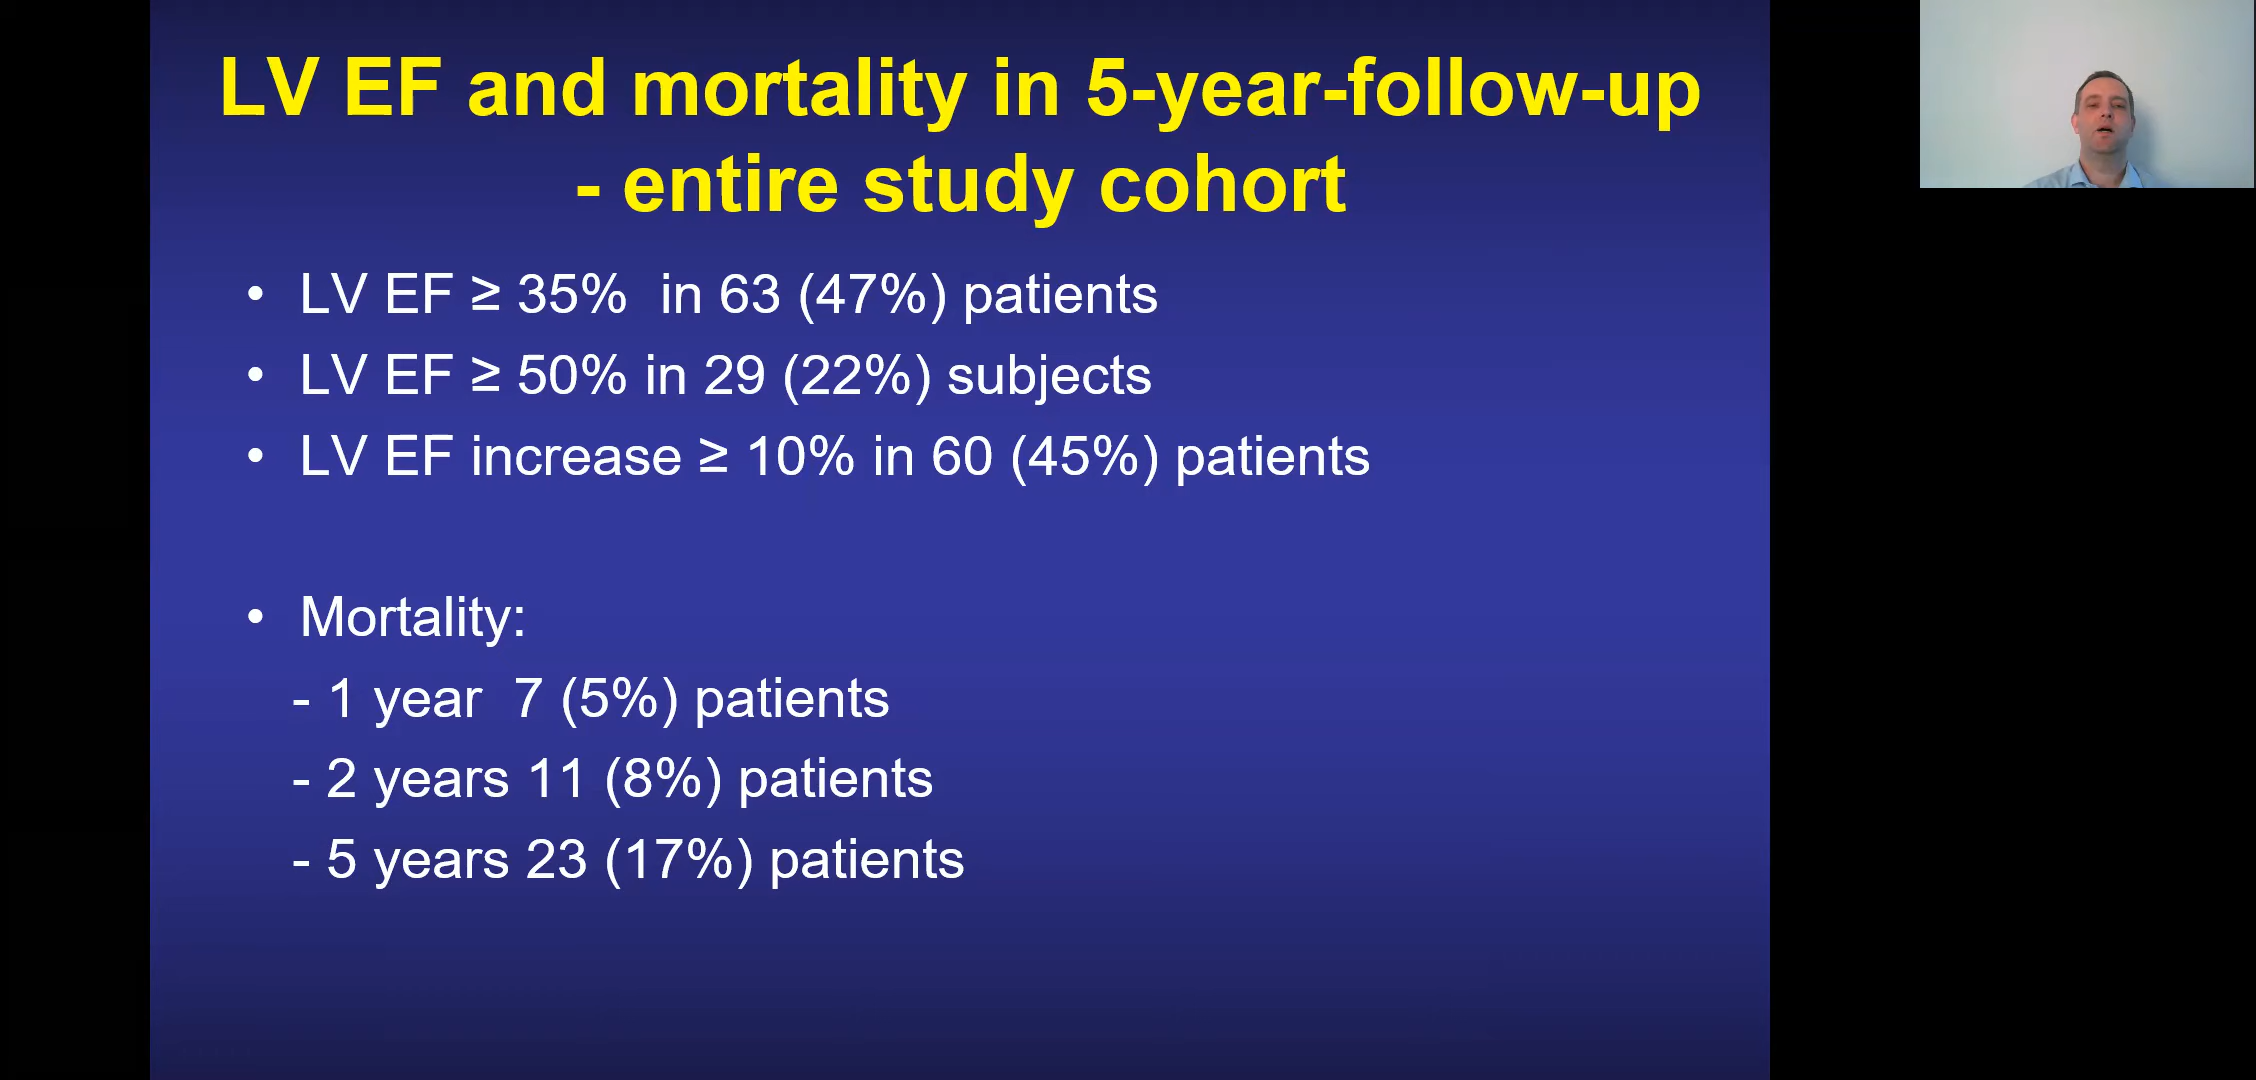 LV EF and mortality in 5-year-follow-up
- entire study cohort
• LV EF ≥ 35% in 63 (47%) patients
• LV EF ≥ 50% in 29 (22%) subjects
• LV EF increase ≥ 10% in 60 (45%) patients
• Mortality:
- 1 year 7 (5%) patients
- 2 years 11 (8%) patients
- 5 years 23 (17%) patients